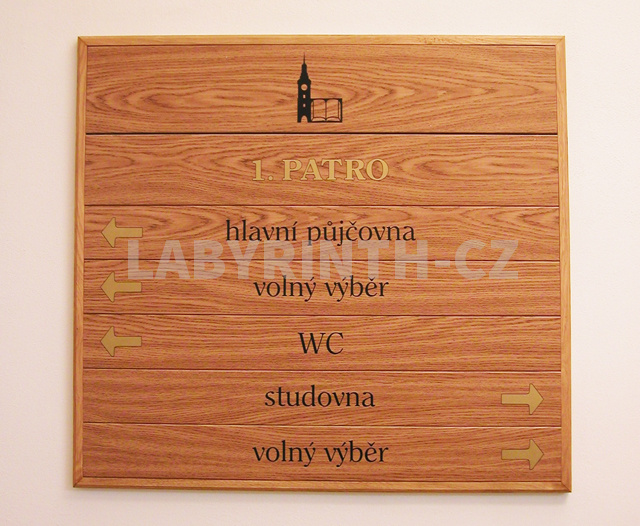 1. PATRO
hlavní půjčovna
LABYRINTH-CZ
volný výběr
WC
studovna
volný výběr